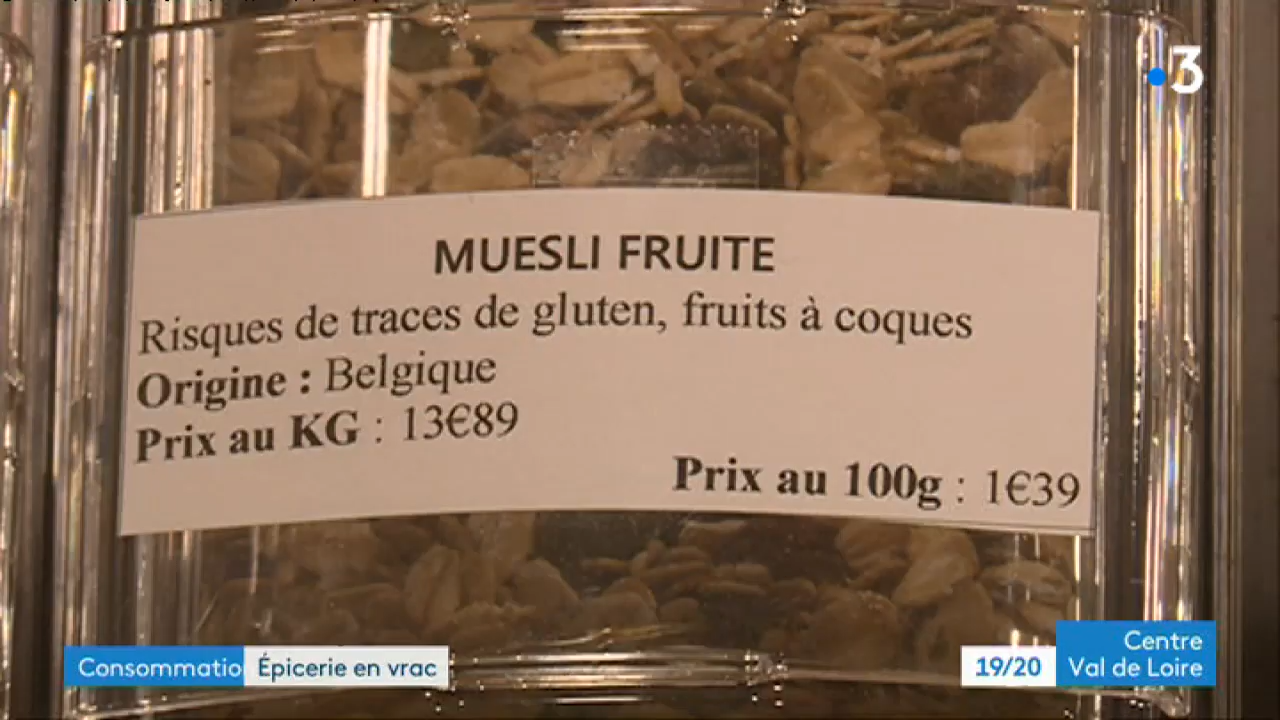 3
MUESLI FRUITE
Risques de traces de gluten, fruits à coques
Origine : Belgique
Prix au KG : 13€89
Prix au 100g : 1€39
Consommatio
Épicerie en vrac
19/20
Centre
Val de Loire